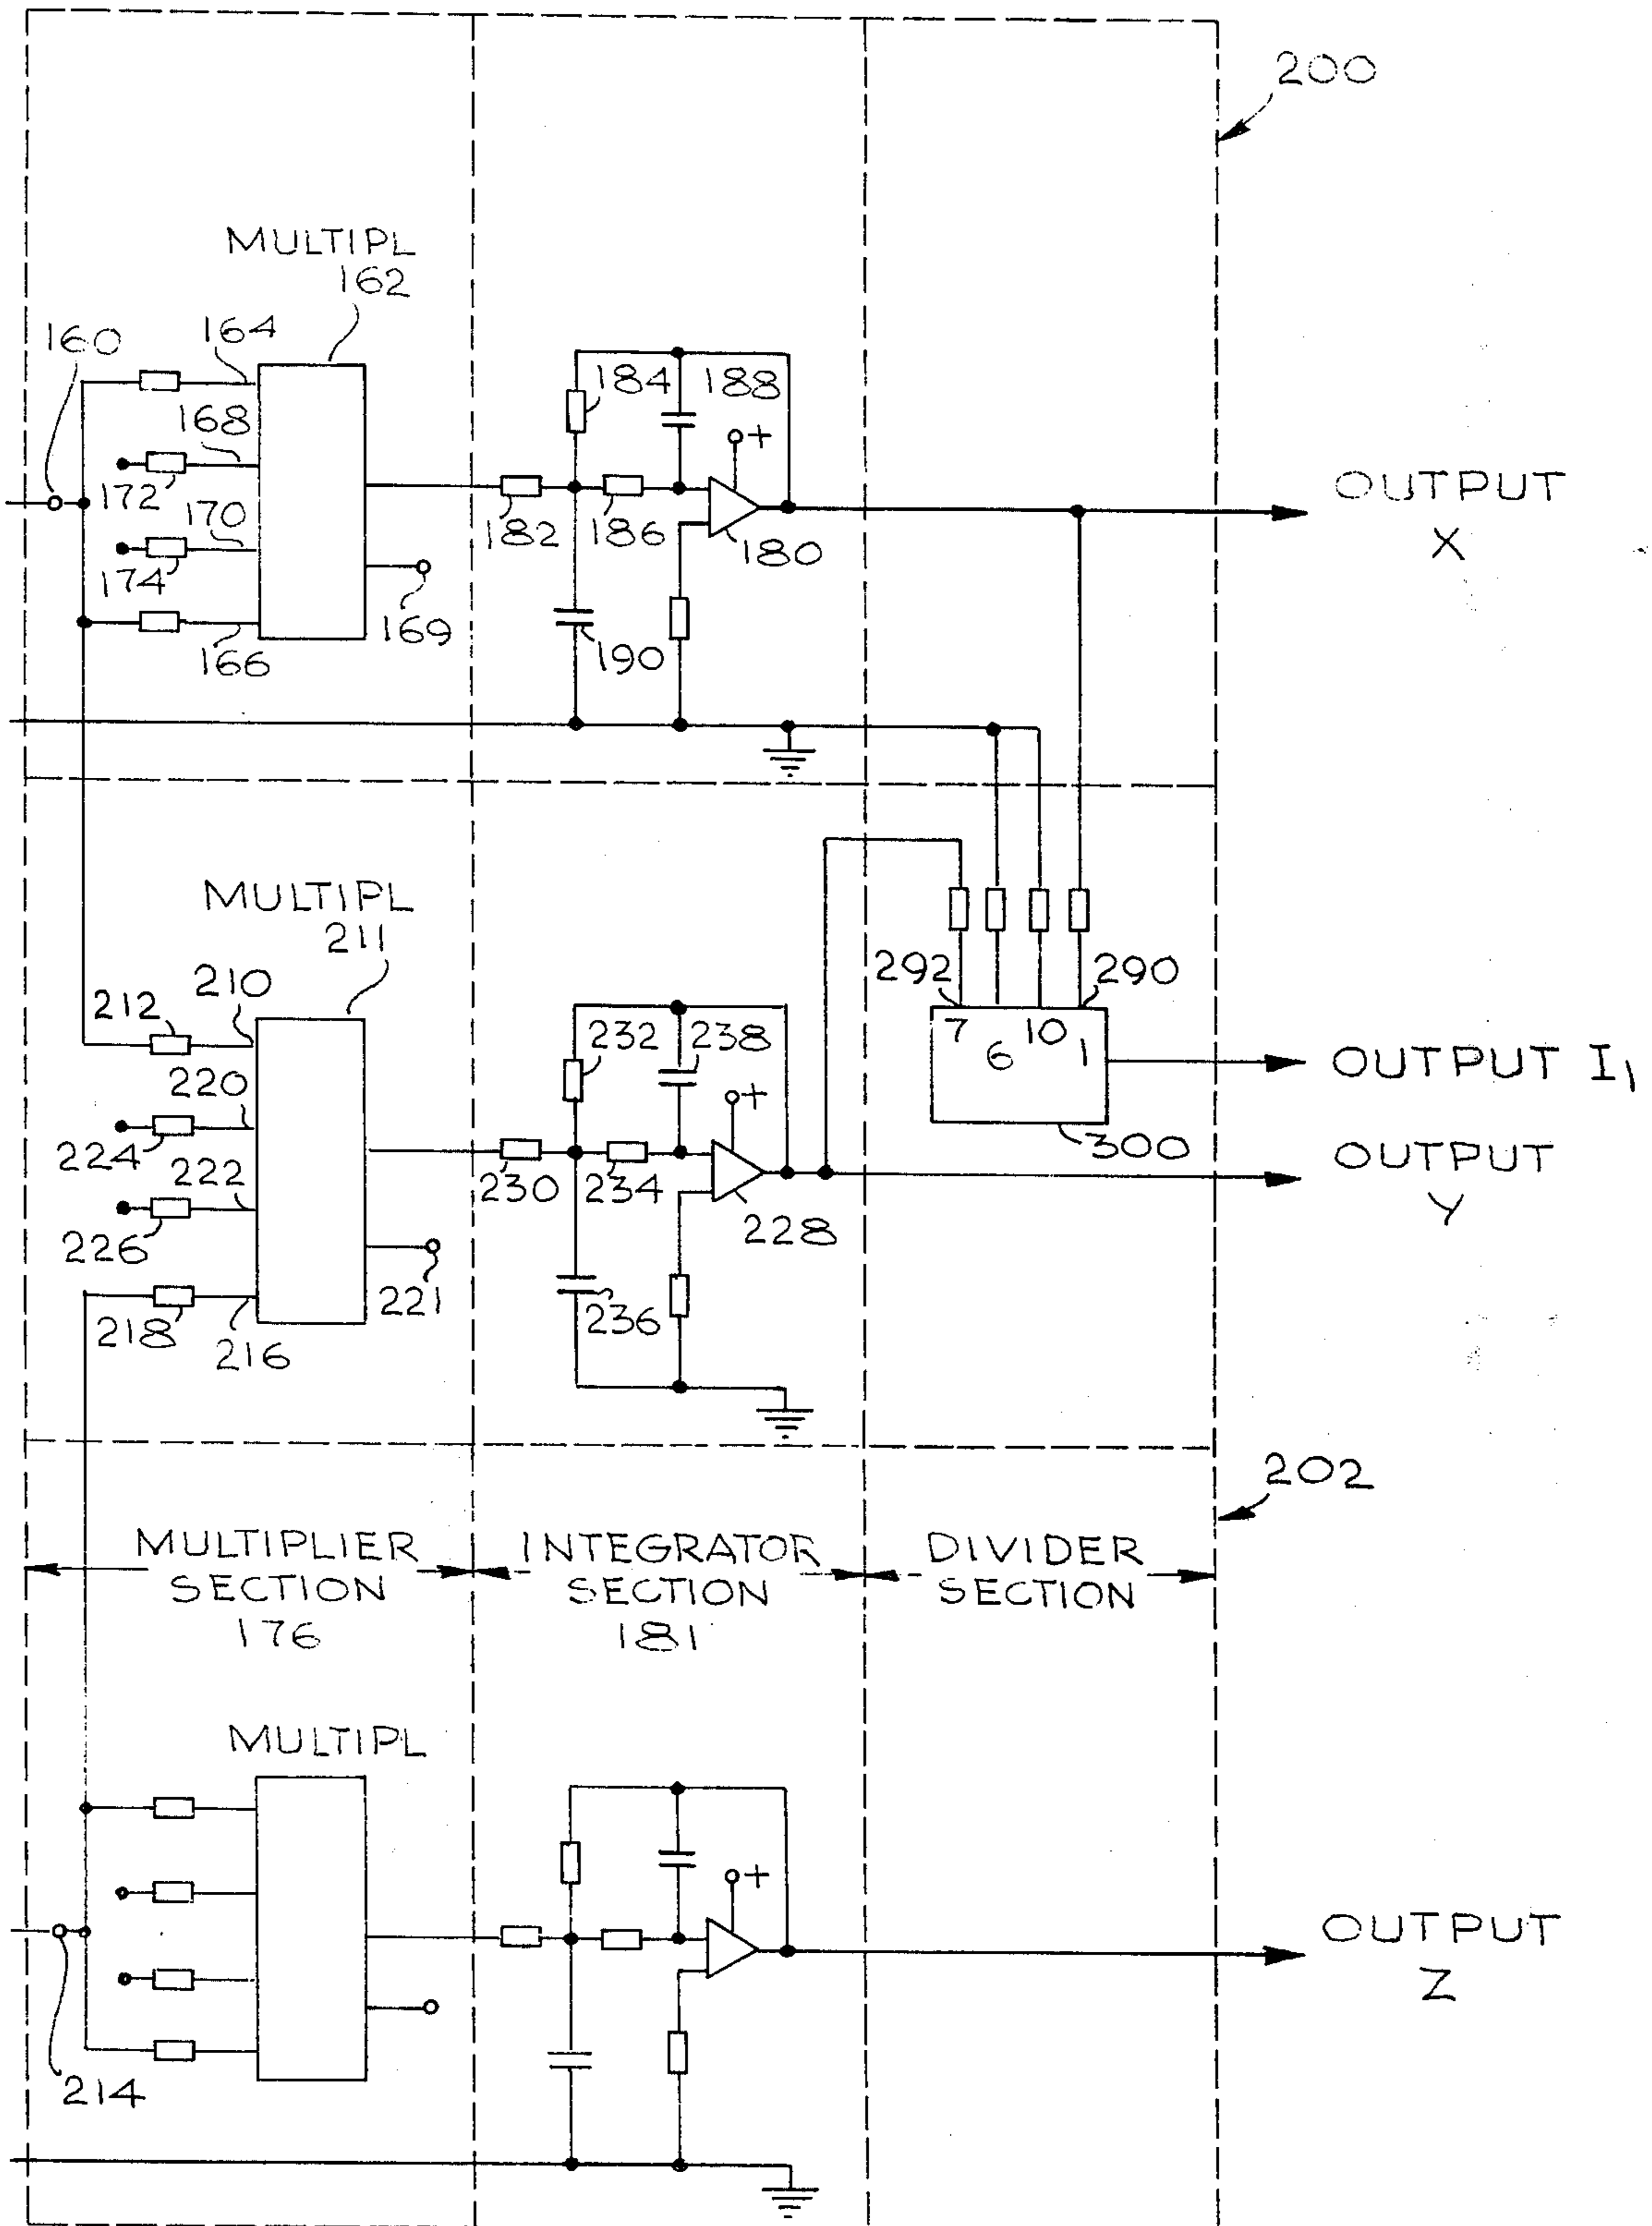 200
MULTIPL
162
160
164
168
172
170
174
166
169
184
188
+
182
186
180
190
OUTPUT
X
MULTIPL
211
212
210
220
224
222
226
218
216
221
232
238
+
230
234
228
236
292
290
7
6
10
1
300
OUTPUT I1
OUTPUT
Y
202
MULTIPLIER
SECTION
176
INTEGRATOR
SECTION
181
DIVIDER
SECTION
MULTIPL
214
+
OUTPUT
Z